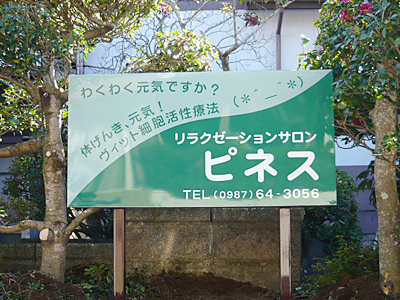 わくわく元気ですか?
体げんき、元気!
ヴィット細胞活性療法
(*^ー^*)
リラクゼーションサロン
ピネス
TEL (0987) 64-3056